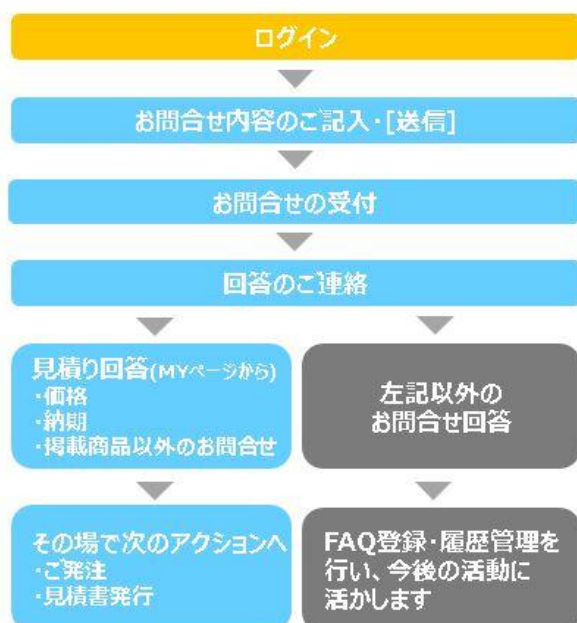 ログイン
お問合せ内容のご記入・[送信]
お問合せの受付
回答のご連絡
見積り回答(MYページから)
・価格
・納期
・掲載商品以外のお問合せ
左記以外の
お問合せ回答
その場で次のアクションへ
・ご発注
・見積書発行
FAQ登録・履歴管理を
行い、今後の活動に
活かします